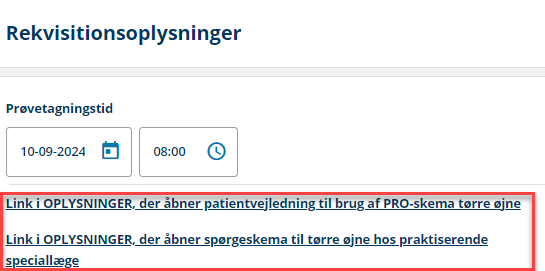 Rekvisitionsoplysninger
Prøvetagningstid
10-09-2024 08:00
Link i OPLYSNINGER, der åbner patientvejledning til brug af PRO-skema tørre øjne
Link i OPLYSNINGER, der åbner spørgeskema til tørre øjne hos praktiserende
speciallæge